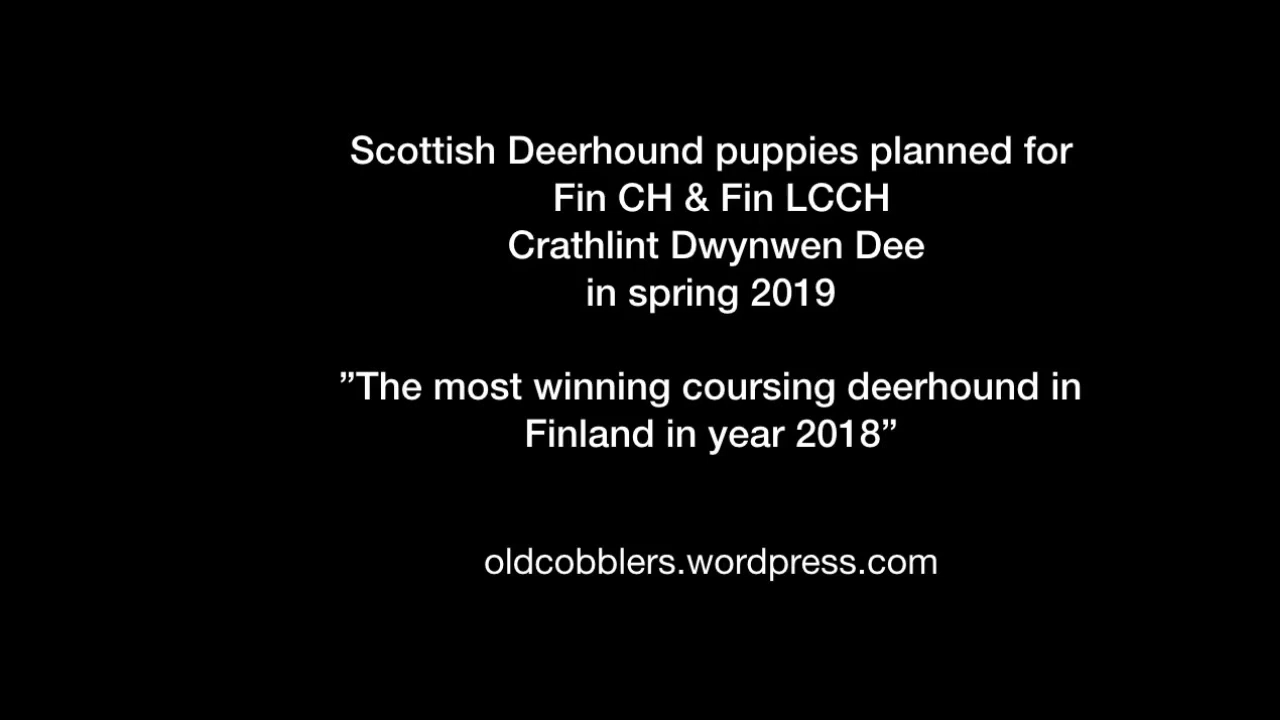 Scottish Deerhound puppies planned for
Fin CH & Fin LCCH
Crathlint Dwynwen Dee
in spring 2019
”The most winning coursing deerhound in
Finland in year 2018”
oldcobblers.wordpress.com